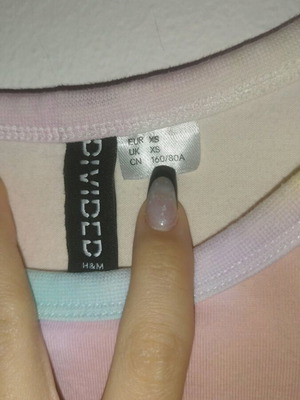 DIVIDED
H&M
EUR XS
UK XS
CN 160/80A